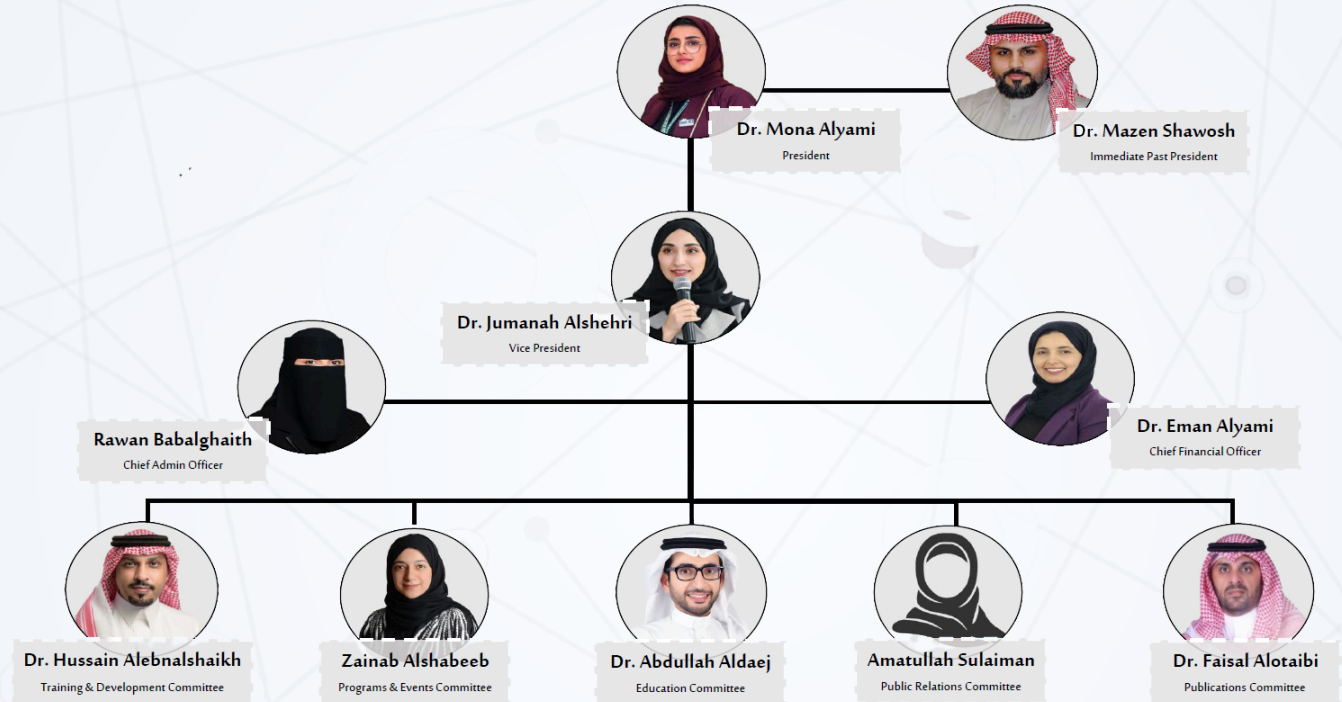 Dr. Mona Alyami
President
Dr. Mazen Shawosh
Immediate Past President
Dr. Jumanah Alshehri
Vice President
Rawan Babalghaith
Chief Admin Officer
Dr. Eman Alyami
Chief Financial Officer
Dr. Hussain Alebnalshaikh
Training & Development Committee
Zainab Alshabeeb
Programs & Events Committee
Dr. Abdullah Aldaej
Education Committee
Amatullah Sulaiman
Public Relations Committee
Dr. Faisal Alotaibi
Publications Committee